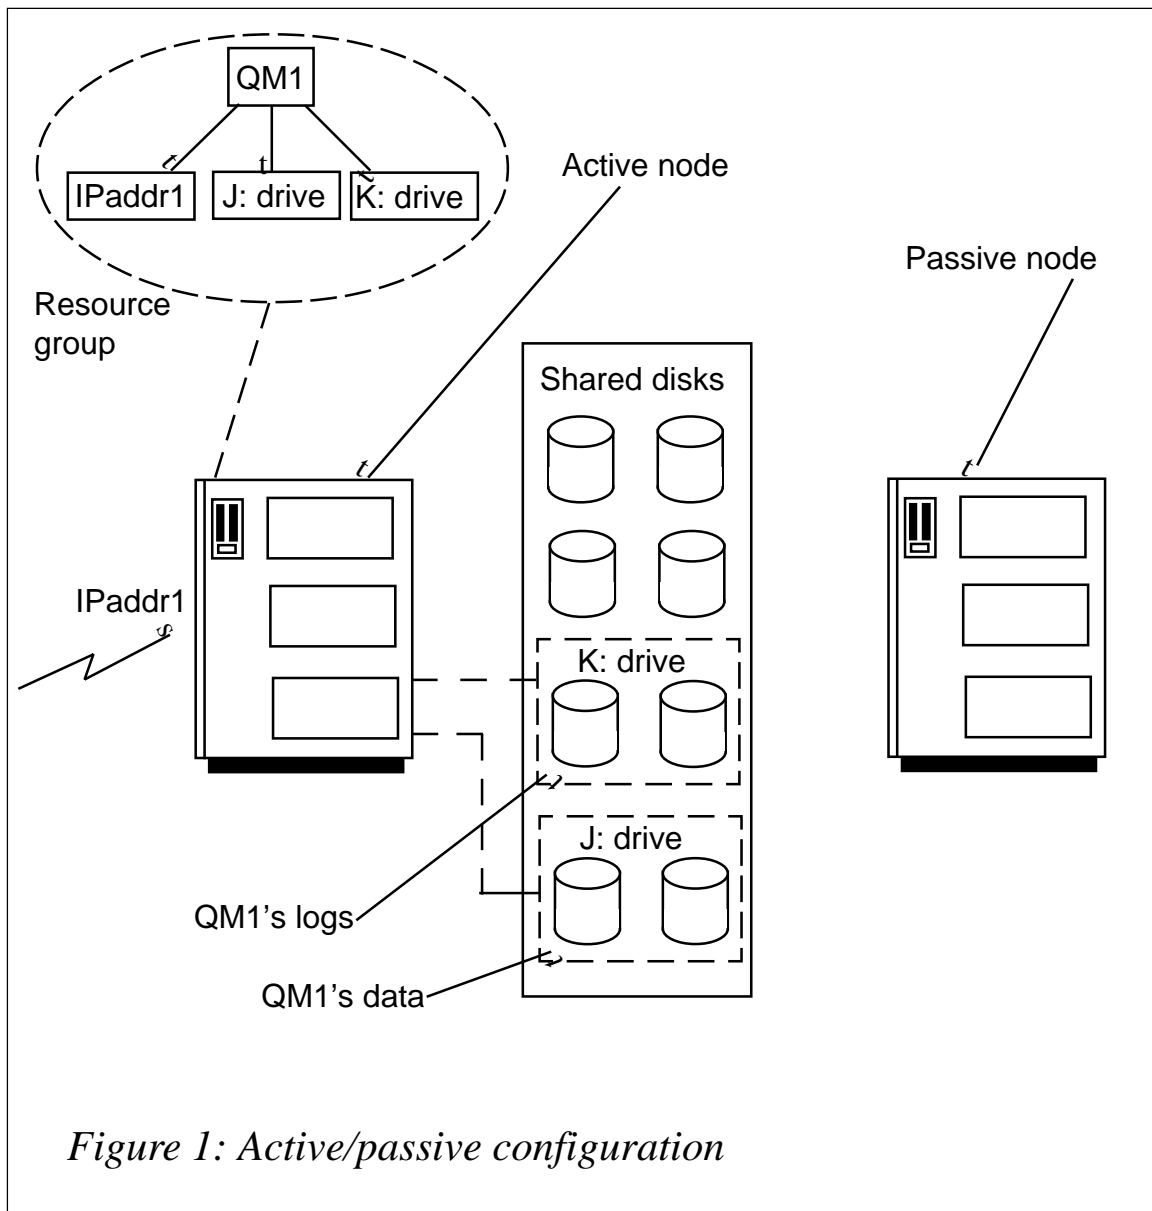 QM1
IPaddr1
J: drive
K: drive
Resource
group
Active node
Passive node
Shared disks
IPaddr1
K: drive
J: drive
QM1’s logs
QM1’s data
Figure 1: Active/passive configuration